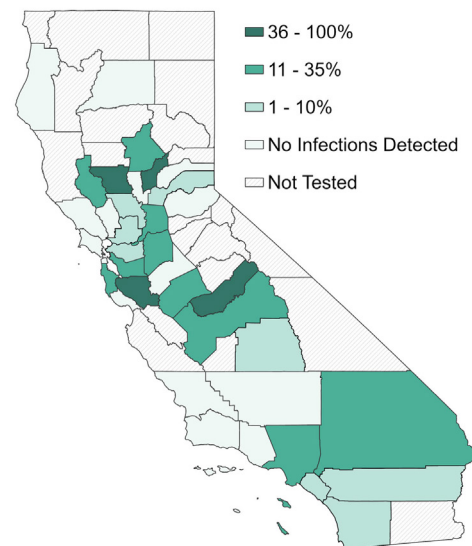 36 - 100%
11 - 35%
1 - 10%
No Infections Detected
Not Tested